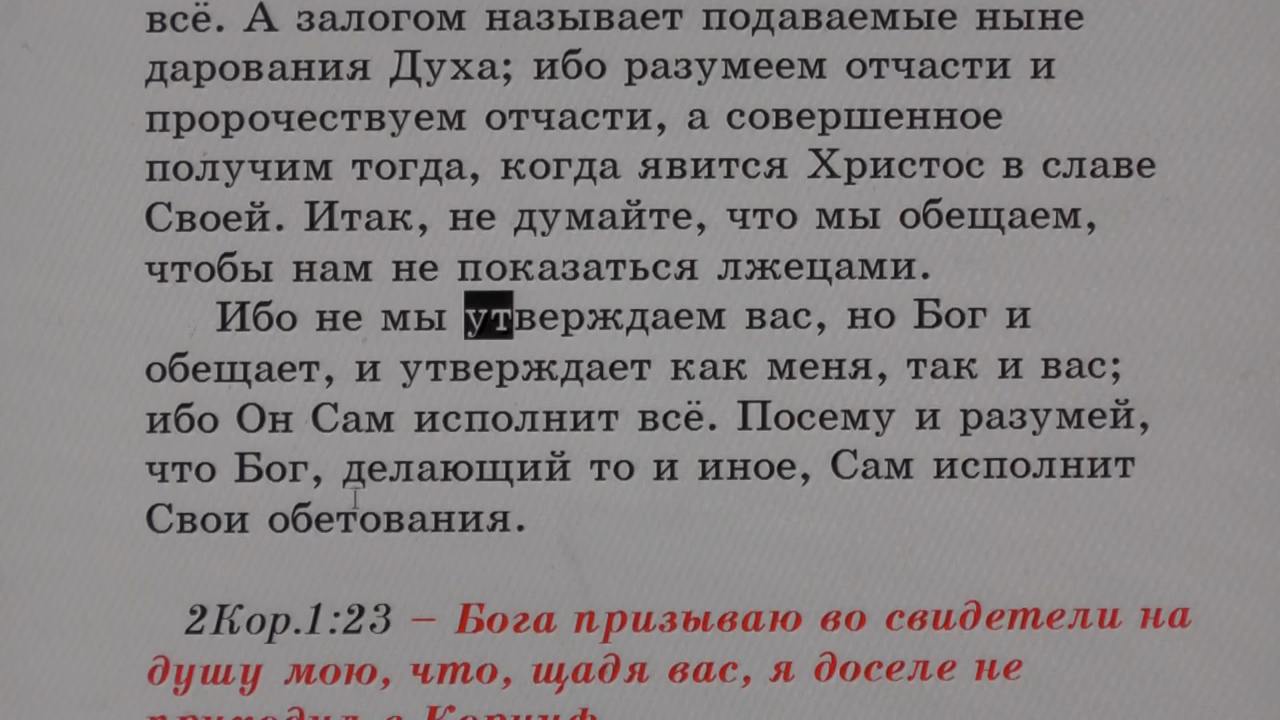 всё. А залогом называет подаваемые ныне
дарования Духа; ибо разумеем отчасти и
пророчествуем отчасти, а совершенное
получим тогда, когда явится Христос в славе
Своей. Итак, не думайте, что мы обещаем,
чтобы нам не показаться лжецами.
Ибо не мы утверждаем вас, но Бог и
обещает, и утверждает как меня, так и вас;
ибо Он Сам исполнит всё. Посему и разумей,
что Бог, делающий то и иное, Сам исполнит
Свои обетования.
2Кор.1:23 – Бога призываю во свидетели на
душу мою, что, щадя вас, я доселе не
приходил в Коринф